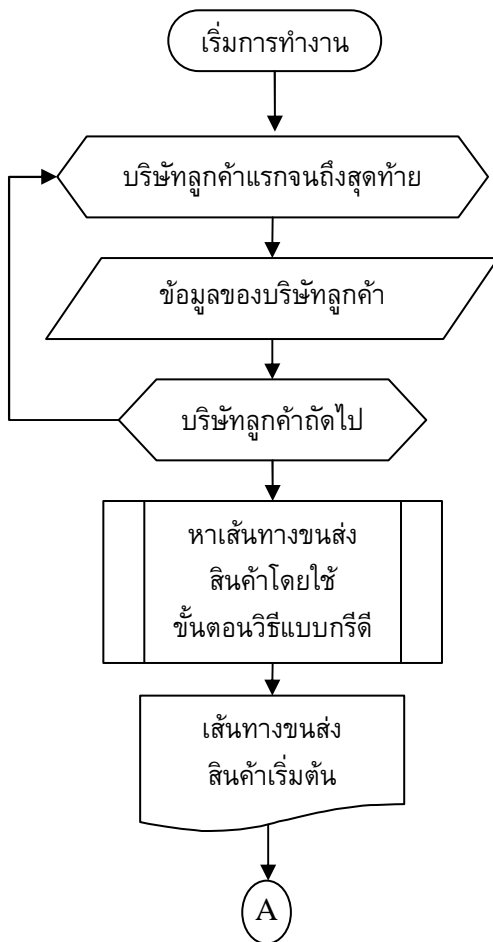 เริ่มการทำงาน
บริษัทลูกค้าแรกจนถึงสุดท้าย
ข้อมูลของบริษัทลูกค้า
บริษัทลูกค้าถัดไป
หาเส้นทางขนส่ง
สินค้าโดยใช้
ขั้นตอนวิธีแบบกรีดี
เส้นทางขนส่ง
สินค้าเริ่มต้น
A